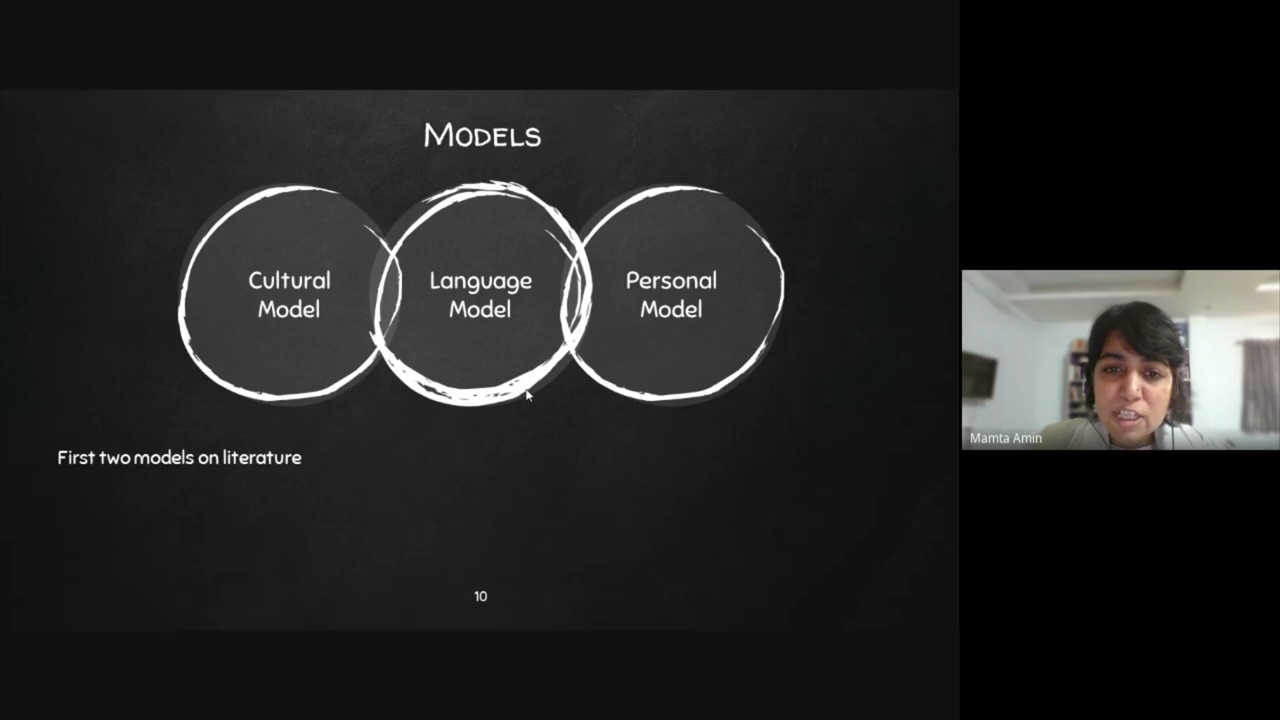 MODELS
Cultural
Model
Language
Model
Personal
Model
First two models on literature
10
Mamta Amin